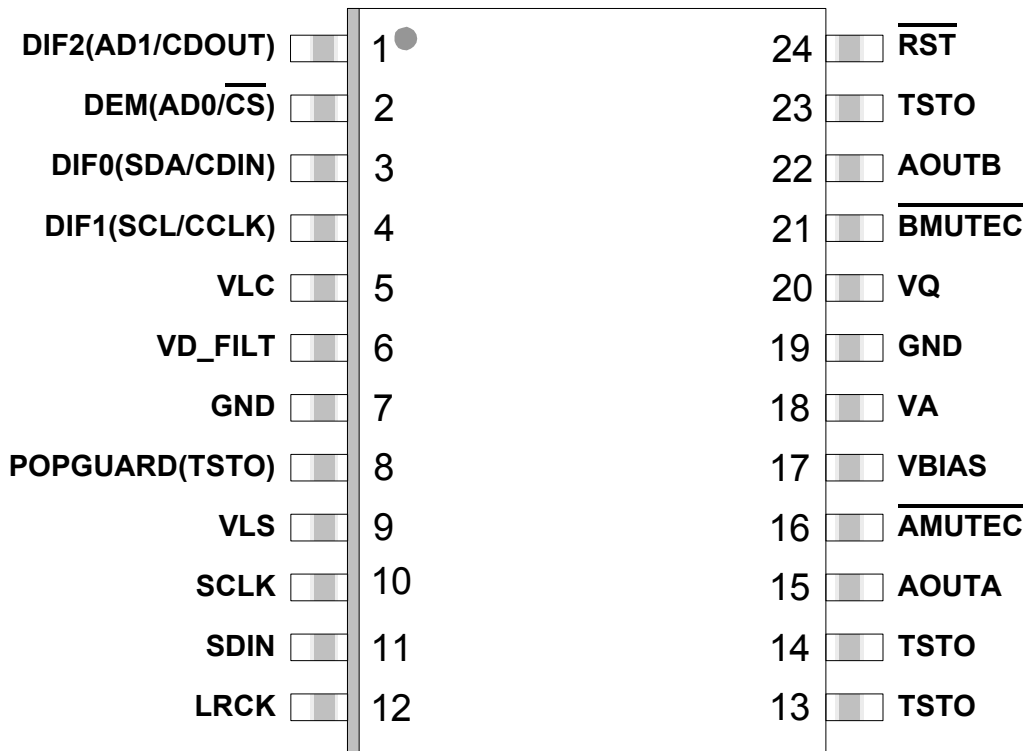 DIF2(AD1/CDOUT) 1 24 RST
DEM(AD0/CS) 2 23 TSTO
DIF0(SDA/CDIN) 3 22 AOUTB
DIF1(SCL/CCLK) 4 21 BMUTEC
VLC 5 20 VQ
VD_FILT 6 19 GND
GND 7 18 VA
POPGUARD(TSTO) 8 17 VBIAS
VLS 9 16 AMUTEC
SCLK 10 15 AOUTA
SDIN 11 14 TSTO
LRCK 12 13 TSTO